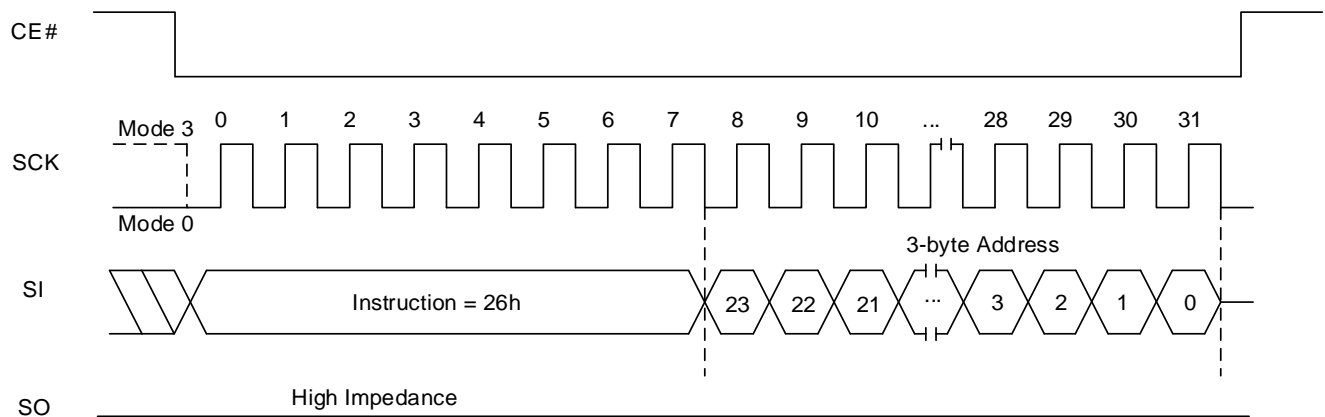 CE#
0 1 2 3 4 5 6 7 8 9 10 ... 28 29 30 31
Mode 3
SCK
Mode 0
3-byte Address
SI
Instruction = 26h 23 22 21 ... 3 2 1 0
High Impedance
SO